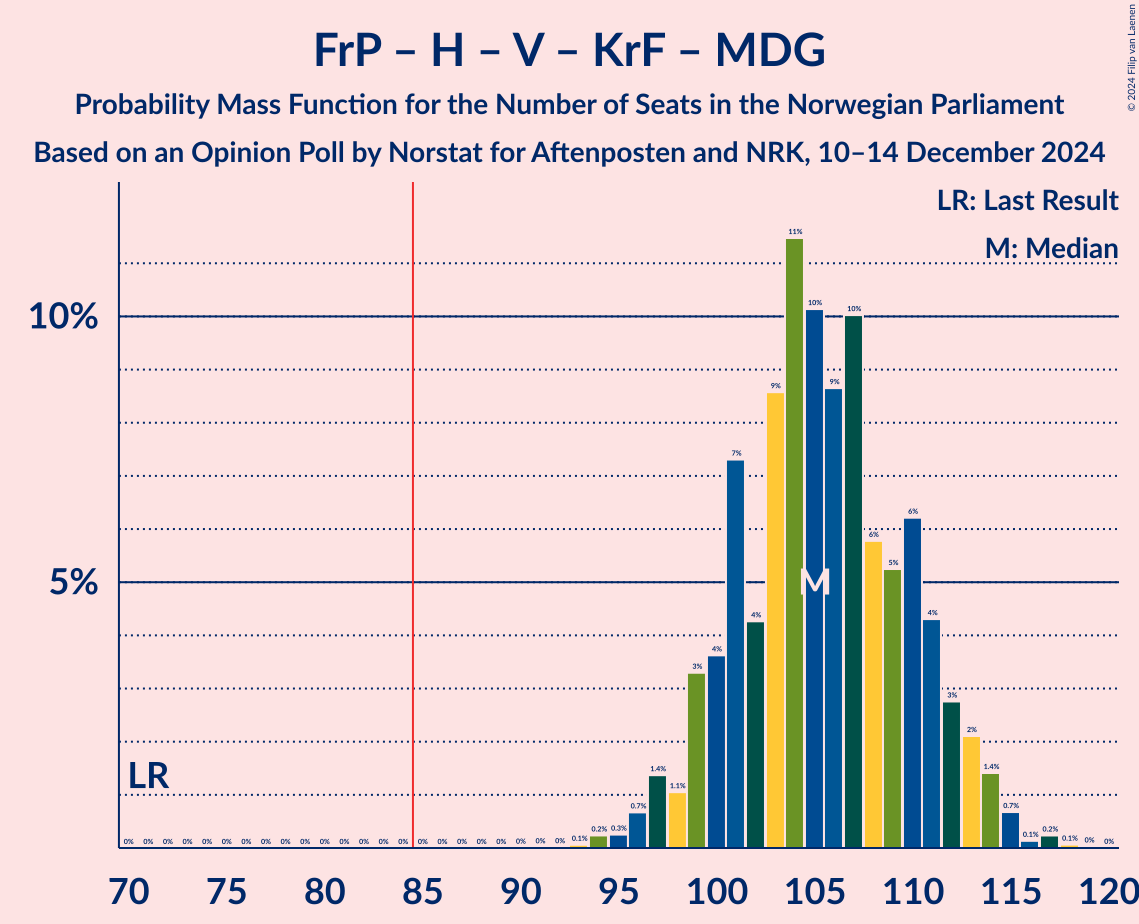 FrP – H – V – KrF – MDG
Probability Mass Function for the Number of Seats in the Norwegian Parliament
Based on an Opinion Poll by Norstat for Aftenposten and NRK, 10–14 December 2024
© 2024 Filip van Laenen
LR: Last Result
M: Median
10%
5%
LR
M
0% 0% 0% 0% 0% 0% 0% 0% 0% 0% 0% 0% 0% 0% 0% 0% 0% 0% 0% 0% 0% 0% 0% 0.1% 0.2% 0.3% 0.7% 1.4% 1.1% 3% 4% 7% 4% 9% 11% 10% 9% 10% 6% 5% 6% 4% 3% 2% 1.4% 0.7% 0.1% 0.2% 0.1% 0% 0%
70 75 80 85 90 95 100 105 110 115 120